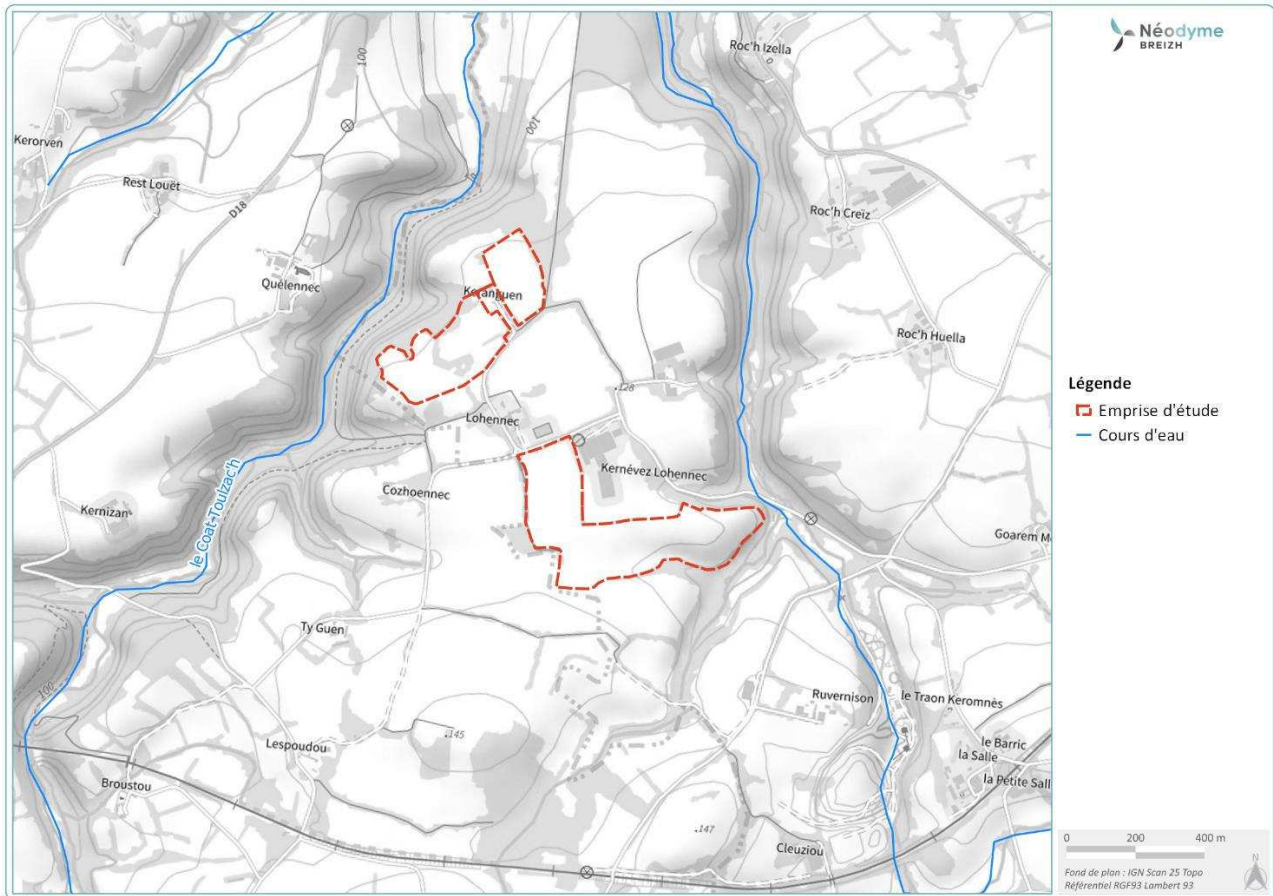 Néodyme
BREIZH
Roc'h Izella
100
Kerorven
100
Rest Louët
D18
Roc'h Creiz
Quélennec
Keranguen
Roc'h Huella
.128
Légende
Emprise d'étude
Cours d'eau
Lohennec
Kernévez Lohennec
Cozhoennec
Kernizan
le Coat-Toulzac'h
Goarem M
Ty Guen
100
Ruvernison
le Traon Keromnès
.145
Lespoudou
le Barric
la Salle
la Petite Sall
Broustou
.147
Cleuziou
0 200 400 m
Fond de plan : IGN Scan 25 Topo
Référentiel RGF93 Lambert 93
N